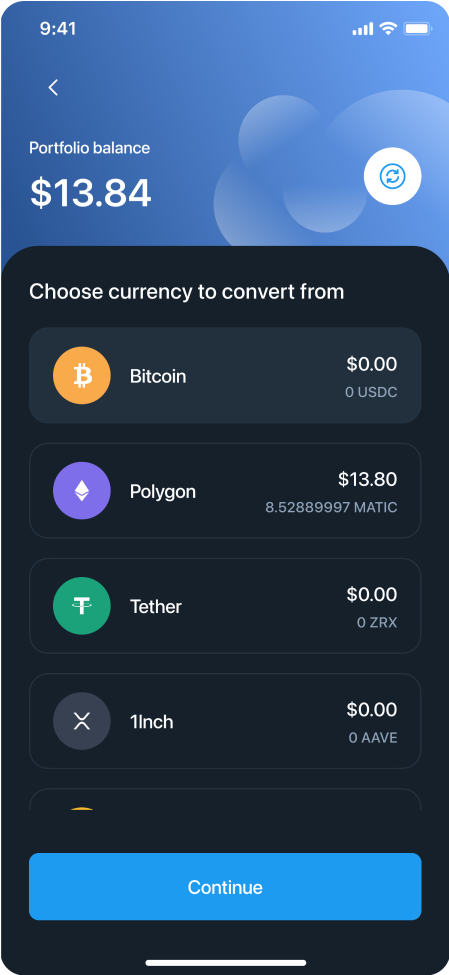 9:41
Portfolio balance
$13.84
Choose currency to convert from
Bitcoin
$0.00
0 USDC
Polygon
$13.80
8.52889997 MATIC
Tether
$0.00
0 ZRX
1Inch
$0.00
0 AAVE
Continue